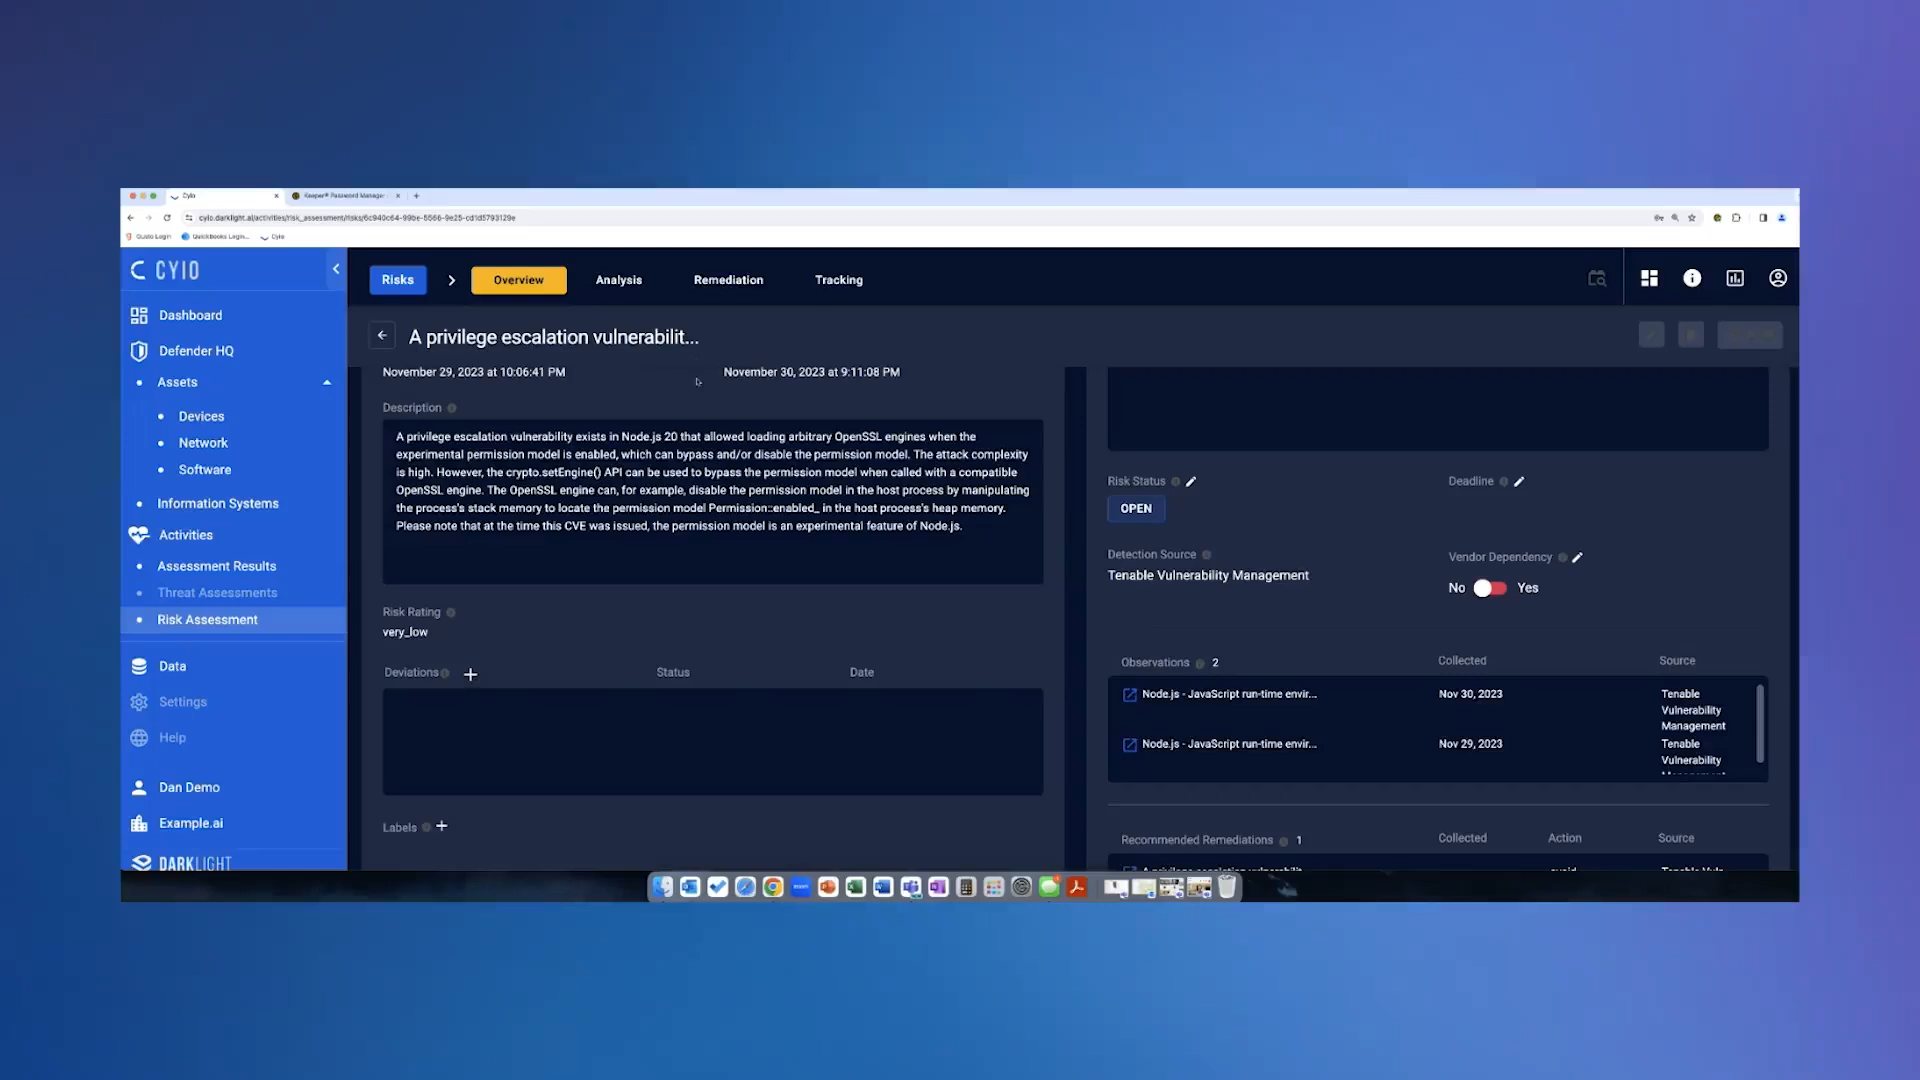 Cyio
Keeper® Password Manager
cyio.darklight.ai/activities/risk_assessment/risks/6c940c64-99be-5566-9e25-cd1d5793129e
Gusto Login
QuickBooks Login...
Cyio
CYIO
Dashboard
Defender HQ
Assets
Devices
Network
Software
Information Systems
Activities
Assessment Results
Threat Assessments
Risk Assessment
Data
Settings
Help
Dan Demo
Example.ai
DARKLIGHT
Risks
Overview
Analysis
Remediation
Tracking
A privilege escalation vulnerabilit...
November 29, 2023 at 10:06:41 PM
November 30, 2023 at 9:11:08 PM
Description
A privilege escalation vulnerability exists in Node.js 20 that allowed loading arbitrary OpenSSL engines when the
experimental permission model is enabled, which can bypass and/or disable the permission model. The attack complexity
is high. However, the crypto.setEngine() API can be used to bypass the permission model when called with a compatible
OpenSSL engine. The OpenSSL engine can, for example, disable the permission model in the host process by manipulating
the process's stack memory to locate the permission model Permission::enabled_ in the host process's heap memory.
Please note that at the time this CVE was issued, the permission model is an experimental feature of Node.js.
Risk Rating
very_low
Deviations
Status
Date
Labels
Risk Status
OPEN
Deadline
Detection Source
Tenable Vulnerability Management
Vendor Dependency
No
Yes
Observations 2
Collected
Source
Node.js - JavaScript run-time envir...
Nov 30, 2023
Tenable
Vulnerability
Management
Node.js - JavaScript run-time envir...
Nov 29, 2023
Tenable
Vulnerability
Recommended Remediations 1
Collected
Action
Source